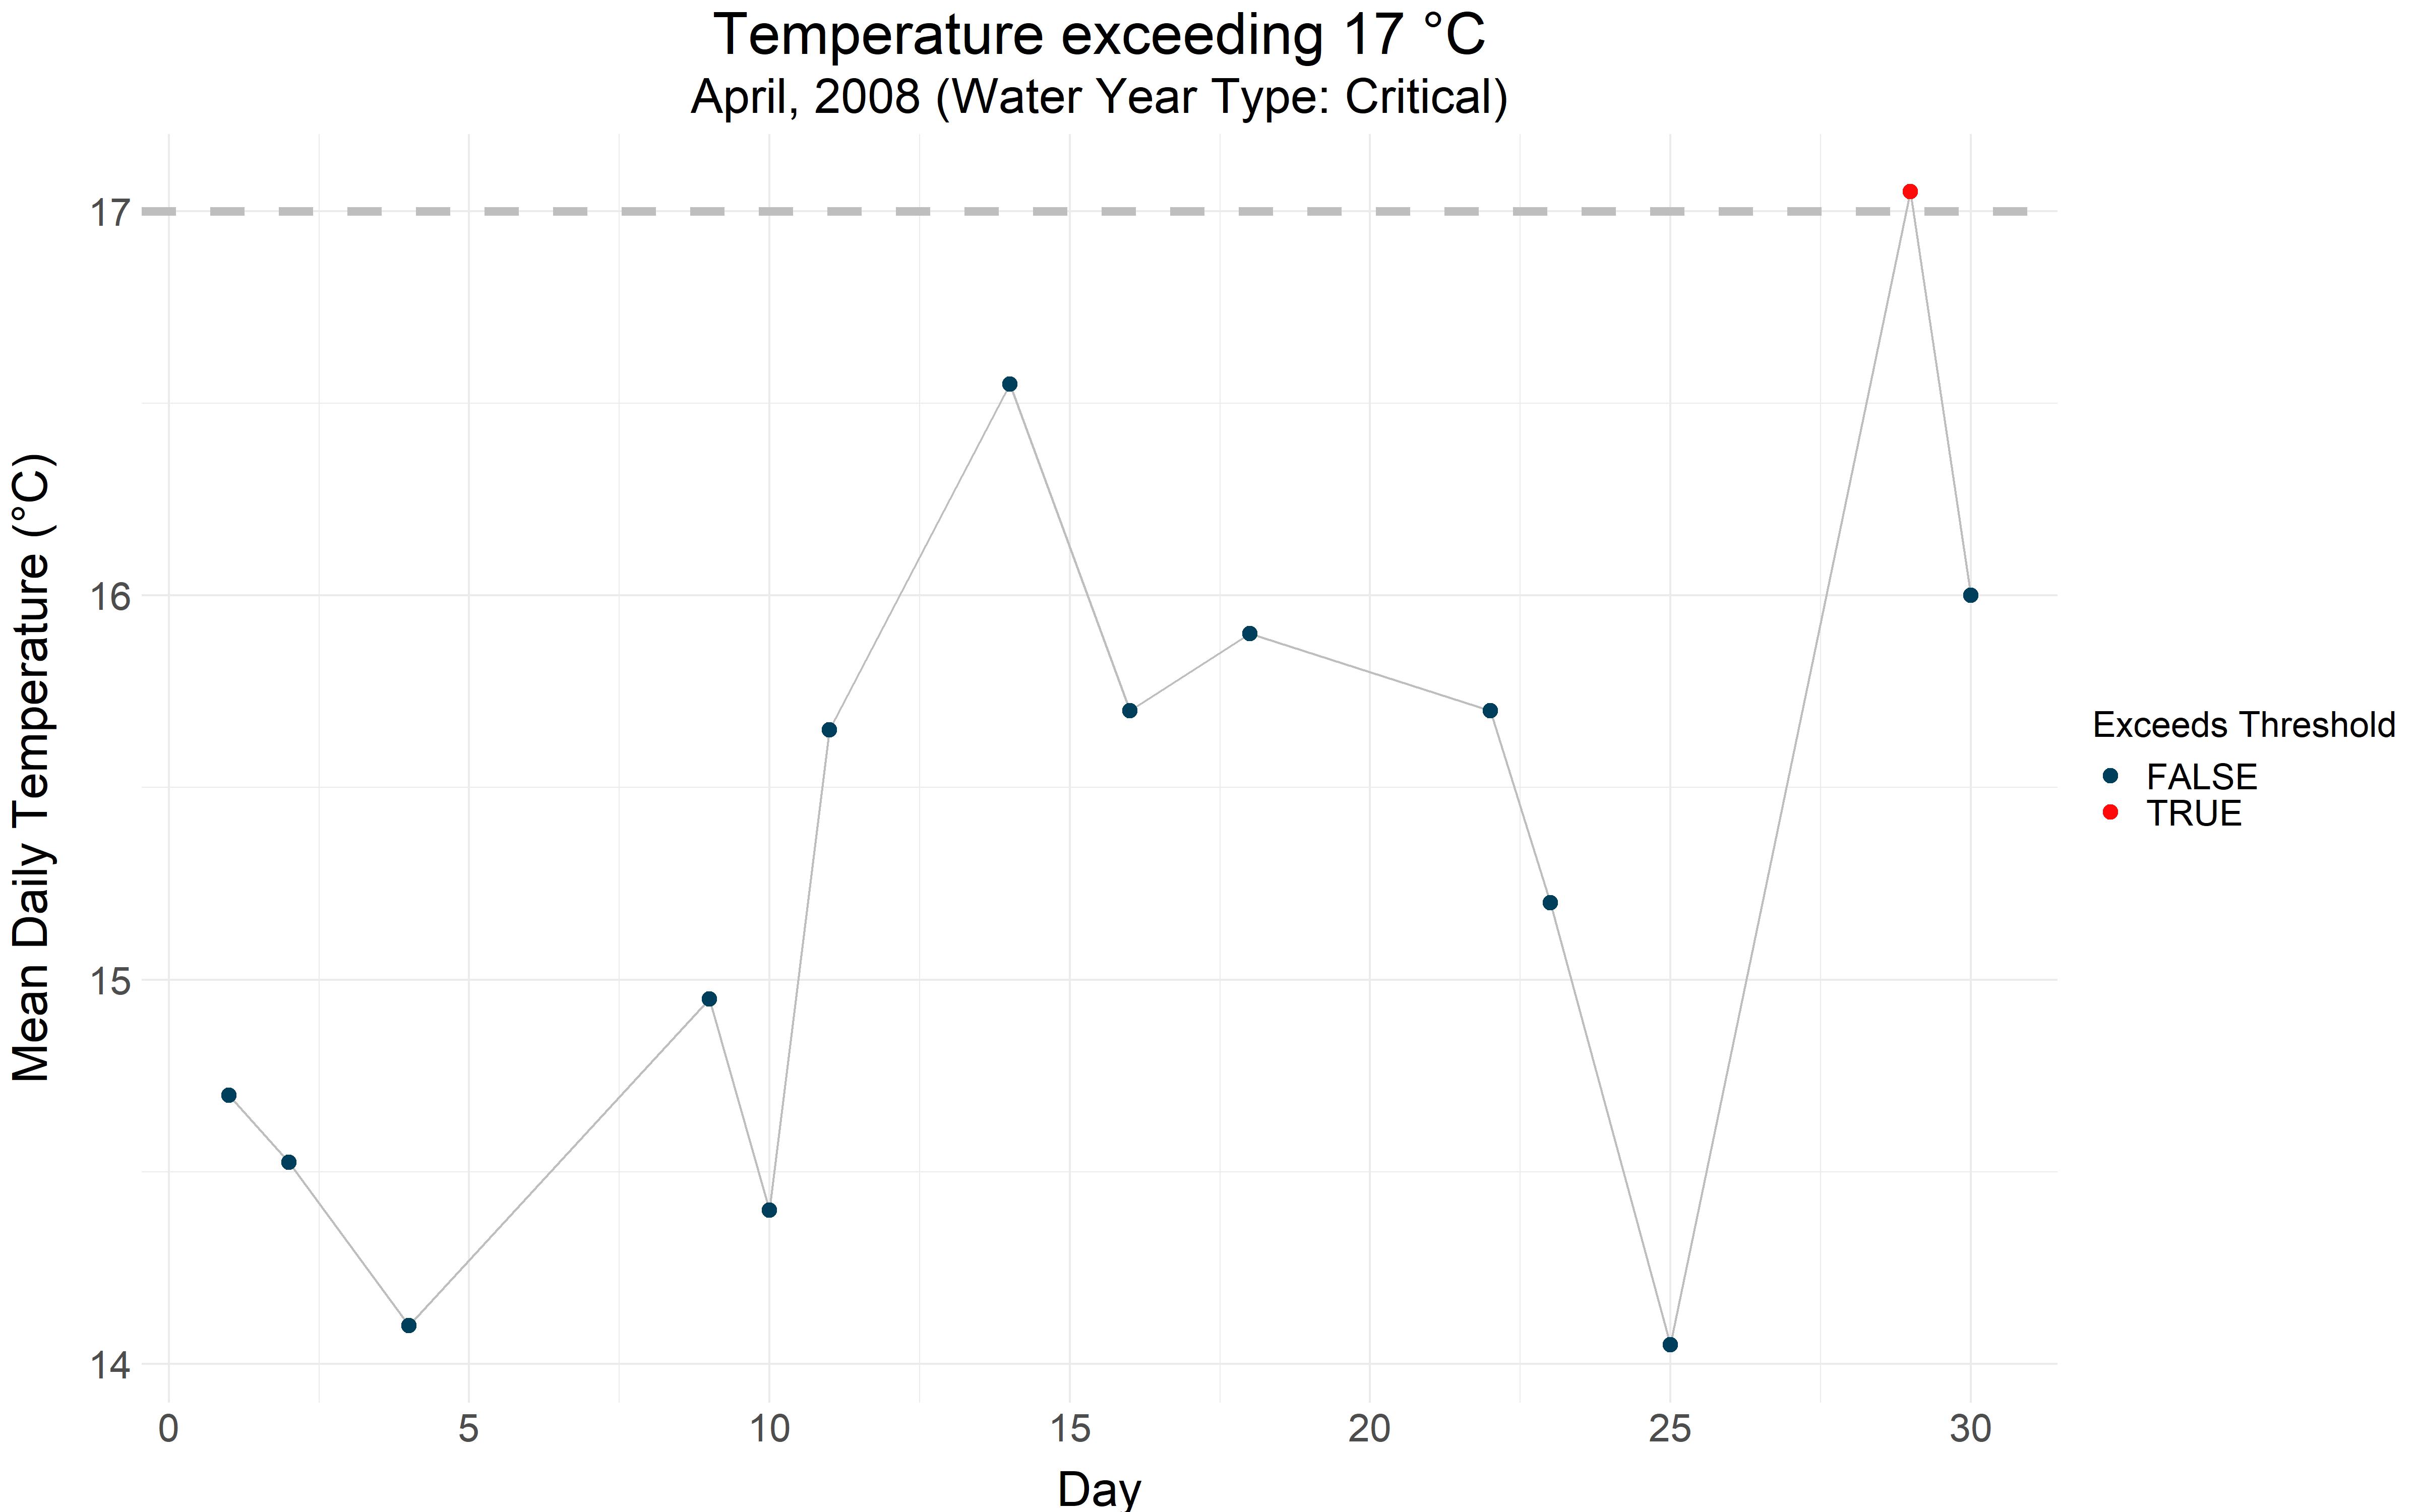 Temperature exceeding 17 °C
April, 2008 (Water Year Type: Critical)
Mean Daily Temperature (°C)
17
16
15
14
0 5 10 15 20 25 30
Day
Exceeds Threshold
FALSE
TRUE